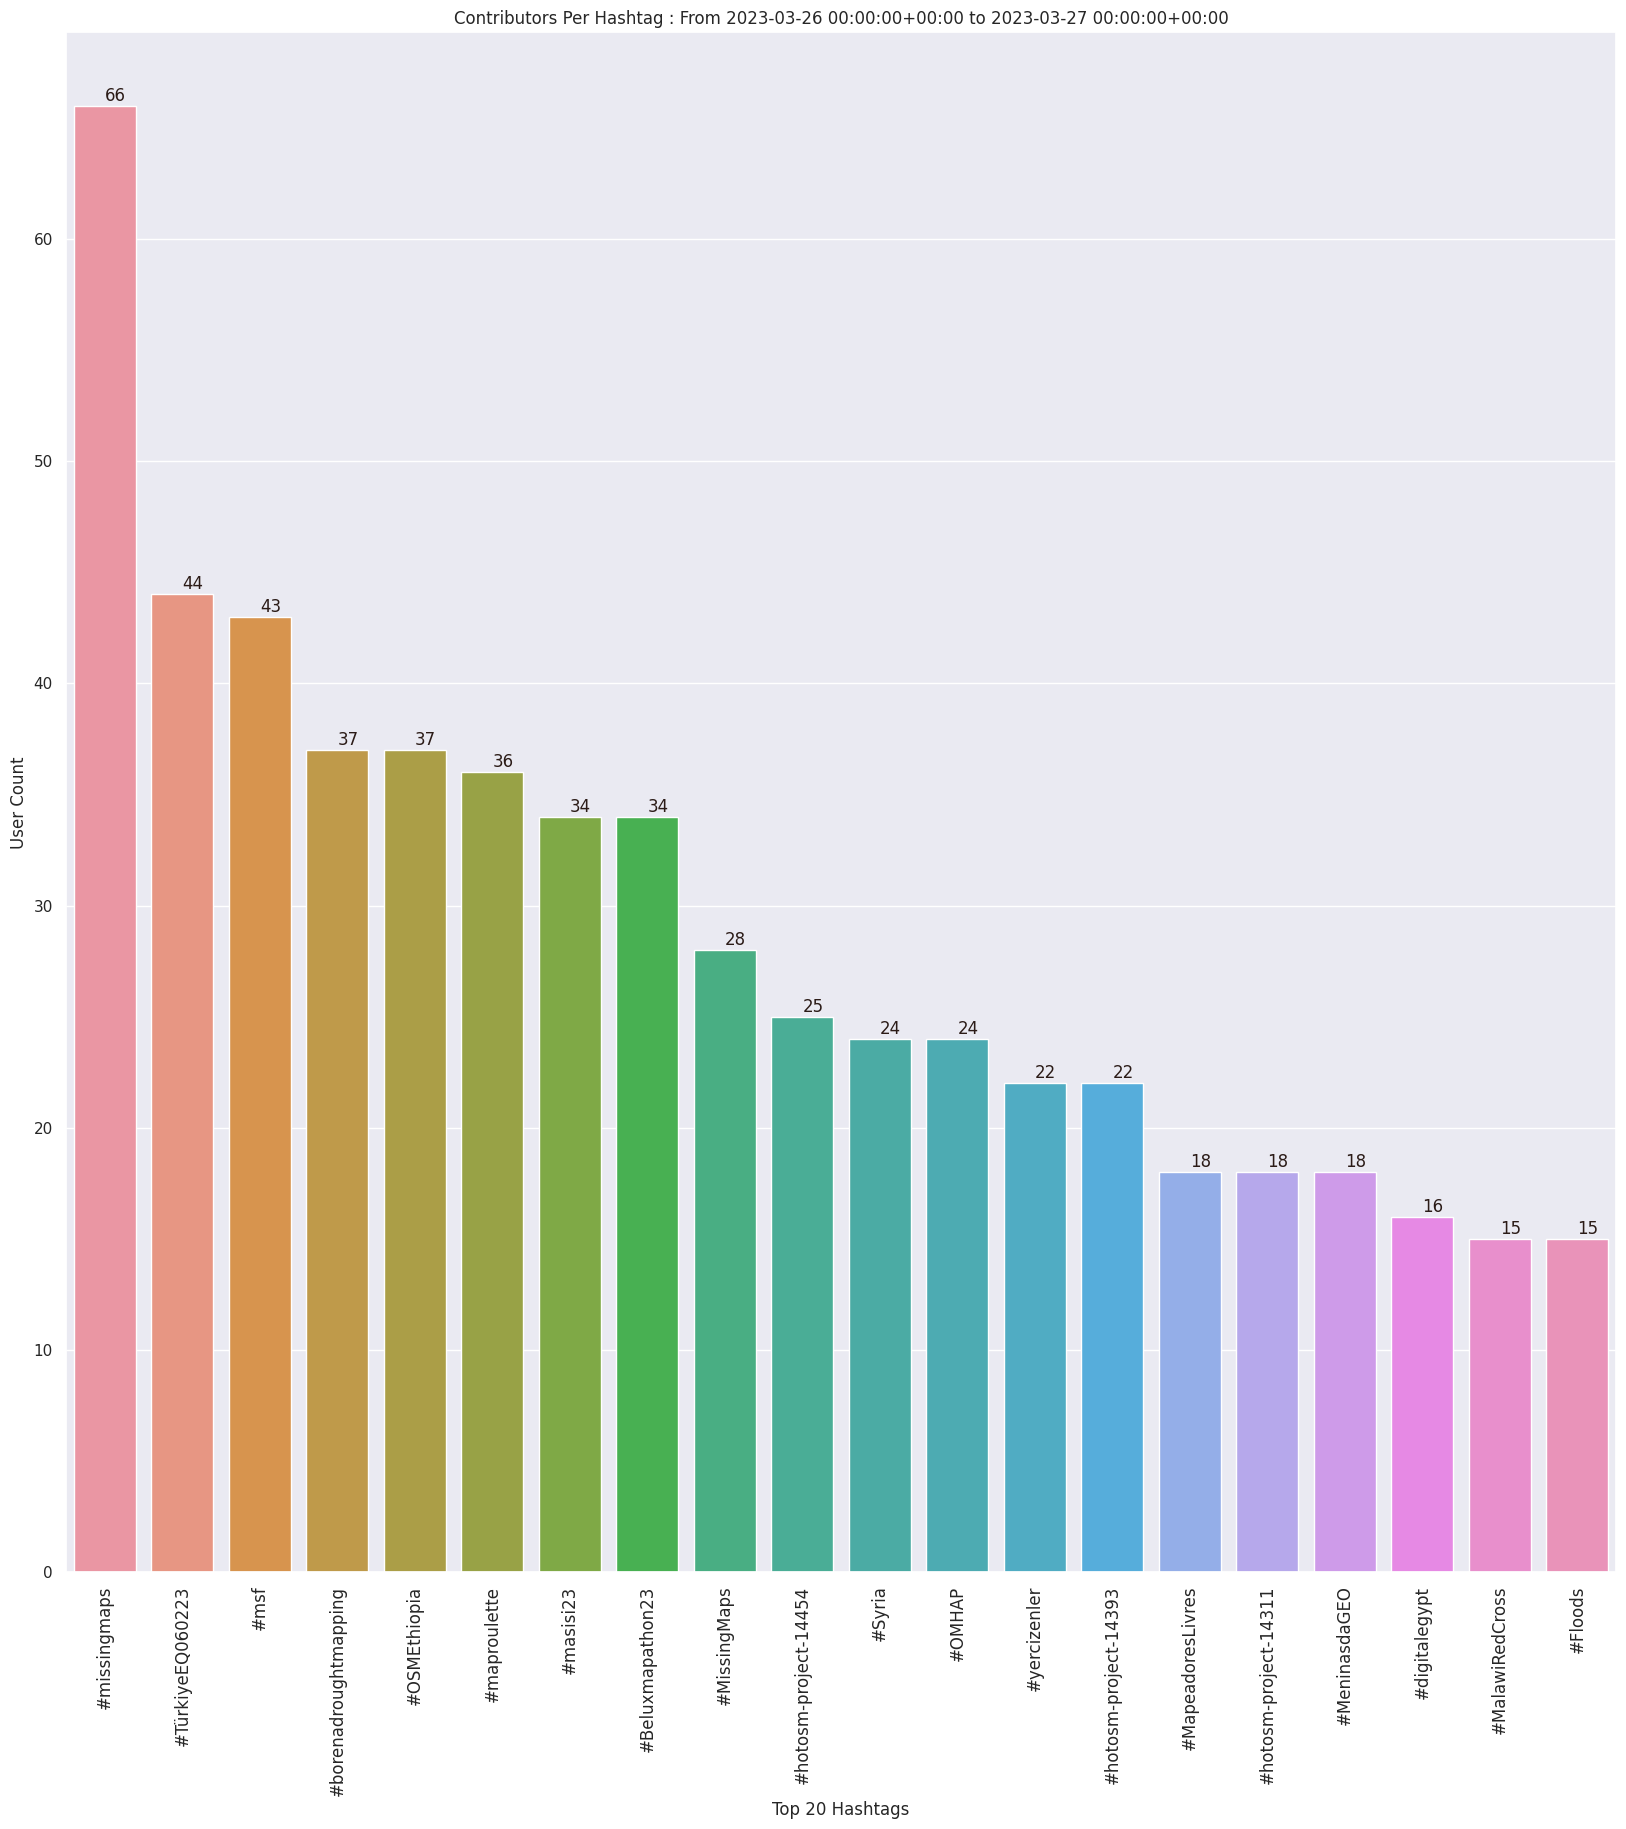 Contributors Per Hashtag : From 2023-03-26 00:00:00+00:00 to 2023-03-27 00:00:00+00:00
User Count
60
50
40
30
20
10
0
66
44
43
37
37
36
34
34
28
25
24
24
22
22
18
18
18
16
15
15
#missingmaps
#TürkiyeEQ060223
#msf
#borenadroughtmapping
#OSMEthiopia
#maproulette
#masisi23
#Beluxmapathon23
#MissingMaps
#hotosm-project-14454
#Syria
#OMHAP
#yercizenler
#hotosm-project-14393
#MapeadoresLivres
#hotosm-project-14311
#MeninasdaGEO
#digitalegypt
#MalawiRedCross
#Floods
Top 20 Hashtags